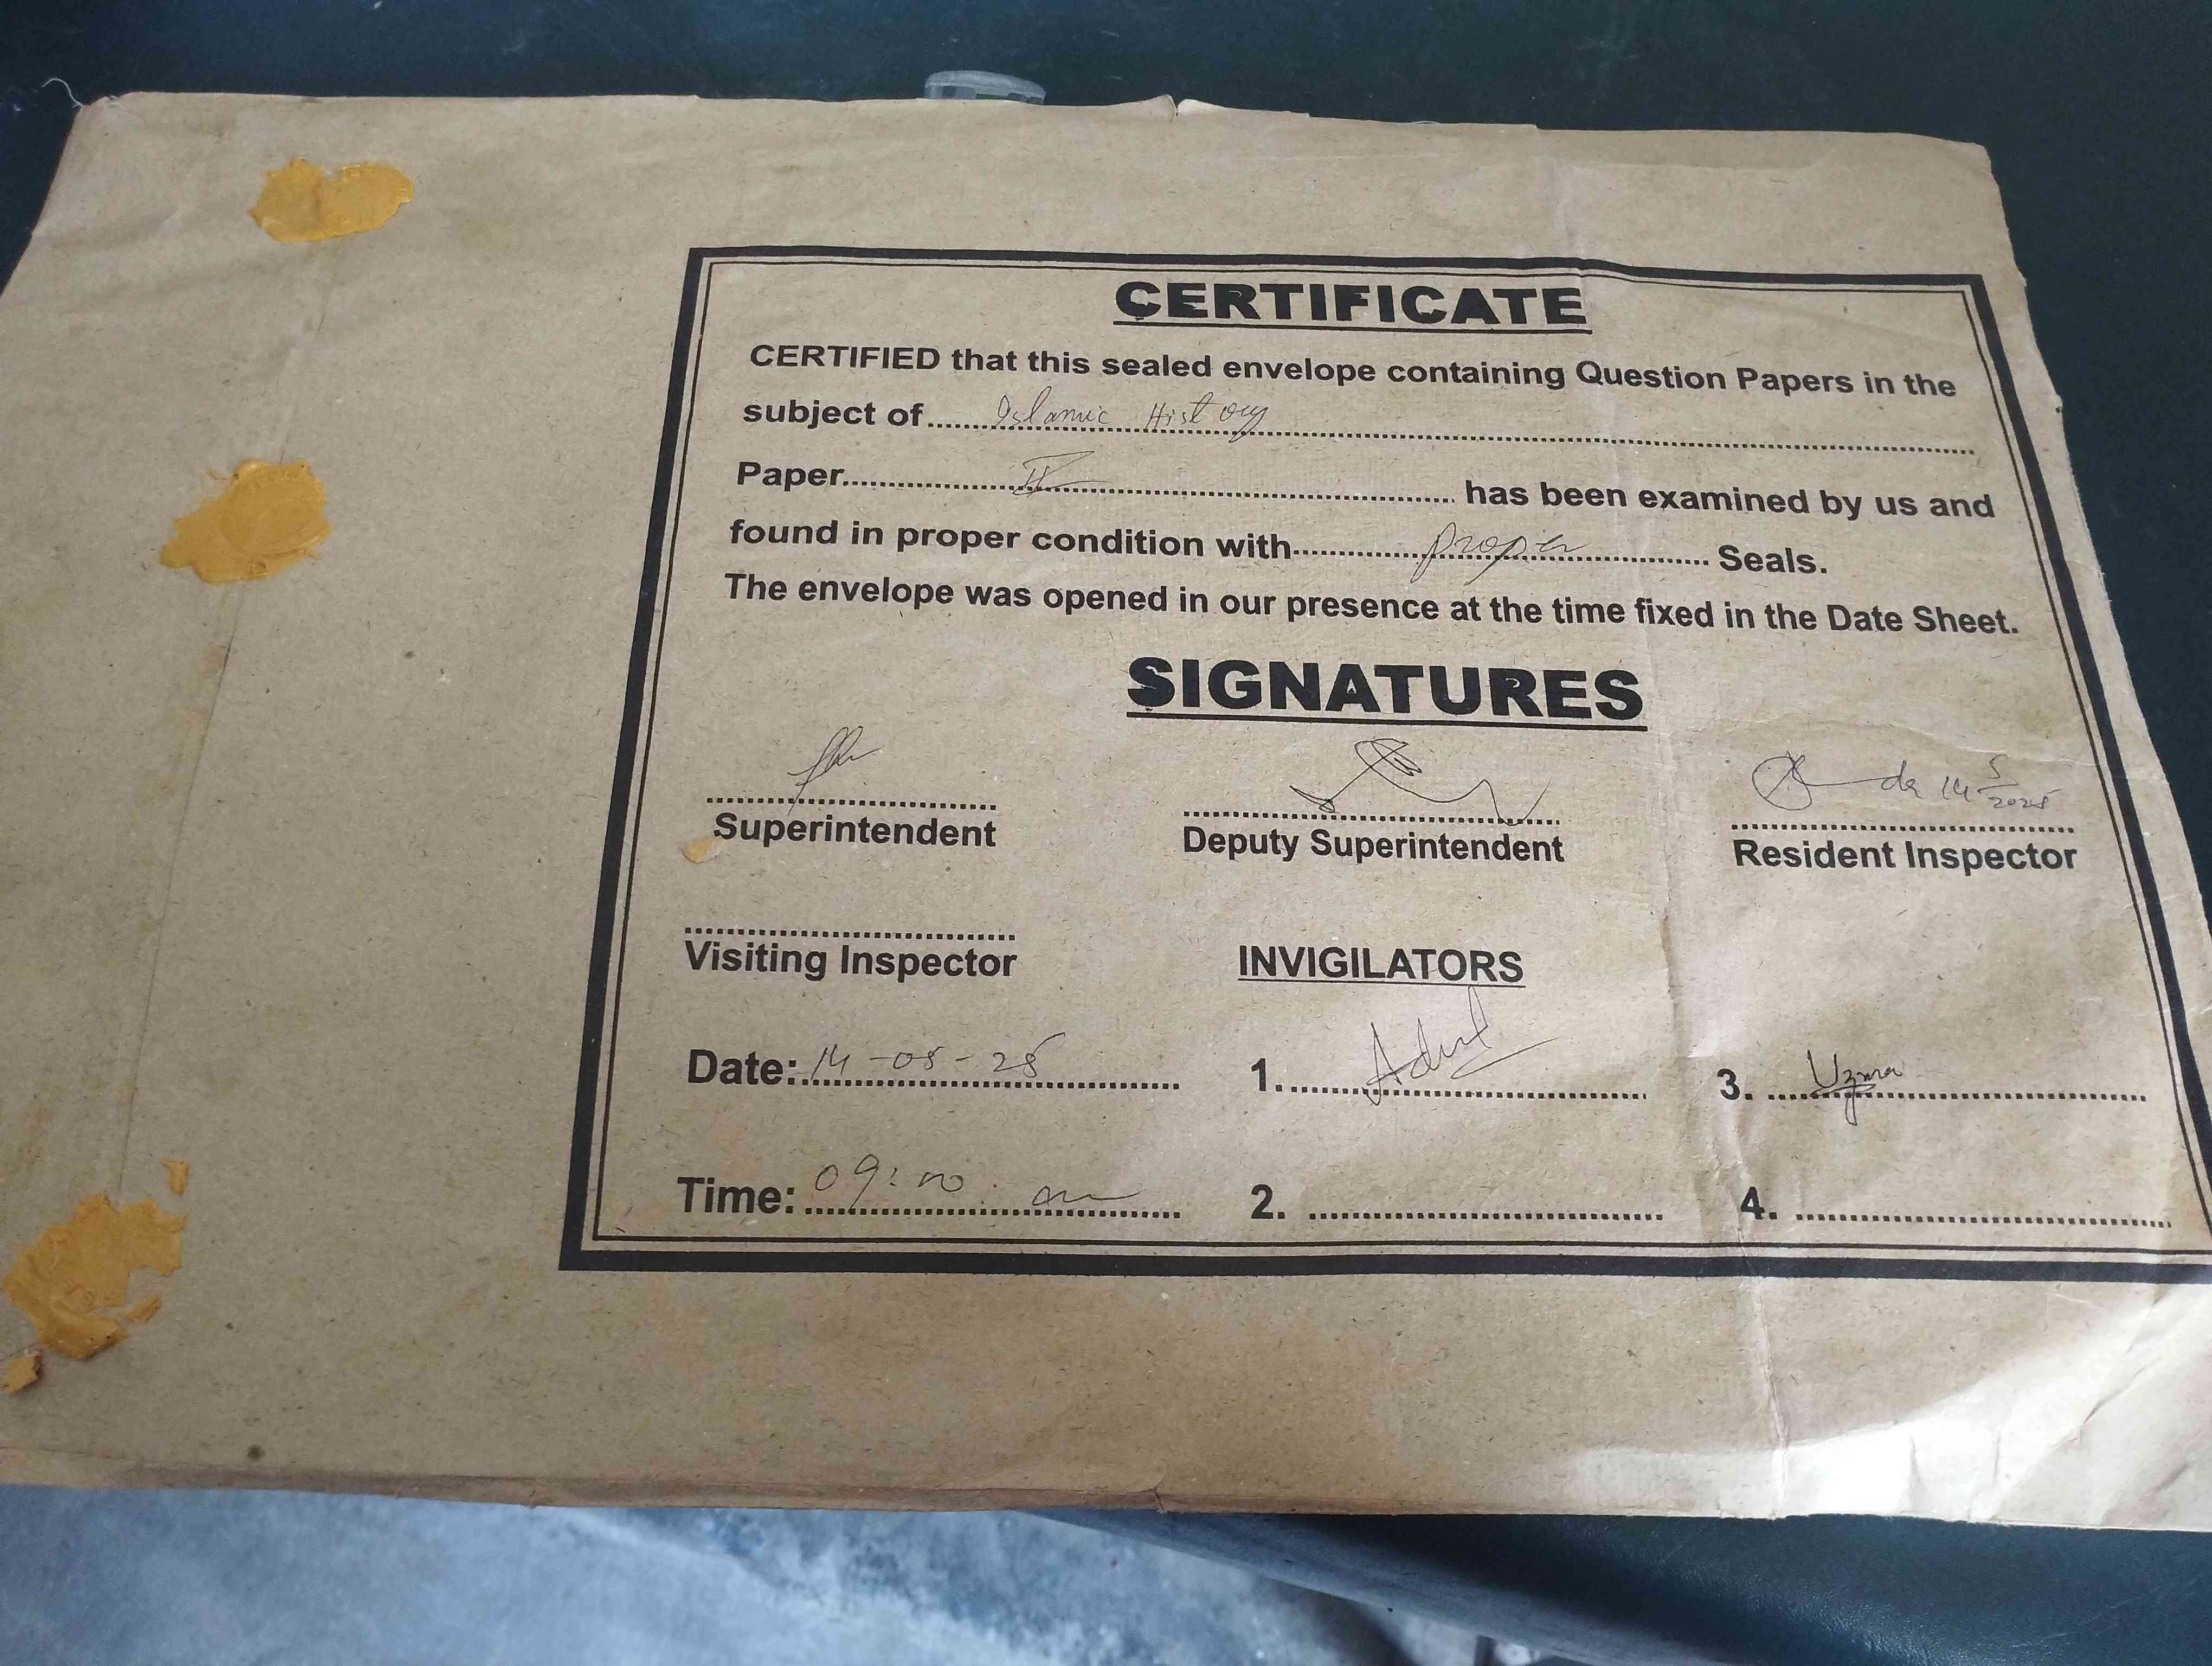 CERTIFICATE
CERTIFIED that this sealed envelope containing Question Papers in the
subject of Islamic History
Paper II has been examined by us and
found in proper condition with proper Seals.
The envelope was opened in our presence at the time fixed in the Date Sheet.
SIGNATURES
14 5/2025
Superintendent Deputy Superintendent Resident Inspector
Visiting Inspector INVIGILATORS
Date: 14-05-25 1. 3. Uzma
Time: 09:00 am 2. 4.